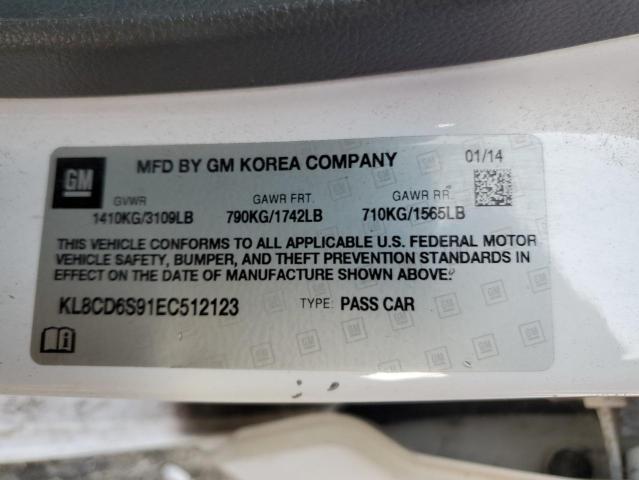 GM MFD BY GM KOREA COMPANY 01/14
GVWR GAWR FRT. GAWR RR.
1410KG/3109LB 790KG/1742LB 710KG/1565LB
THIS VEHICLE CONFORMS TO ALL APPLICABLE U.S. FEDERAL MOTOR
VEHICLE SAFETY, BUMPER, AND THEFT PREVENTION STANDARDS IN
EFFECT ON THE DATE OF MANUFACTURE SHOWN ABOVE.
KL8CD6S91EC512123 TYPE: PASS CAR